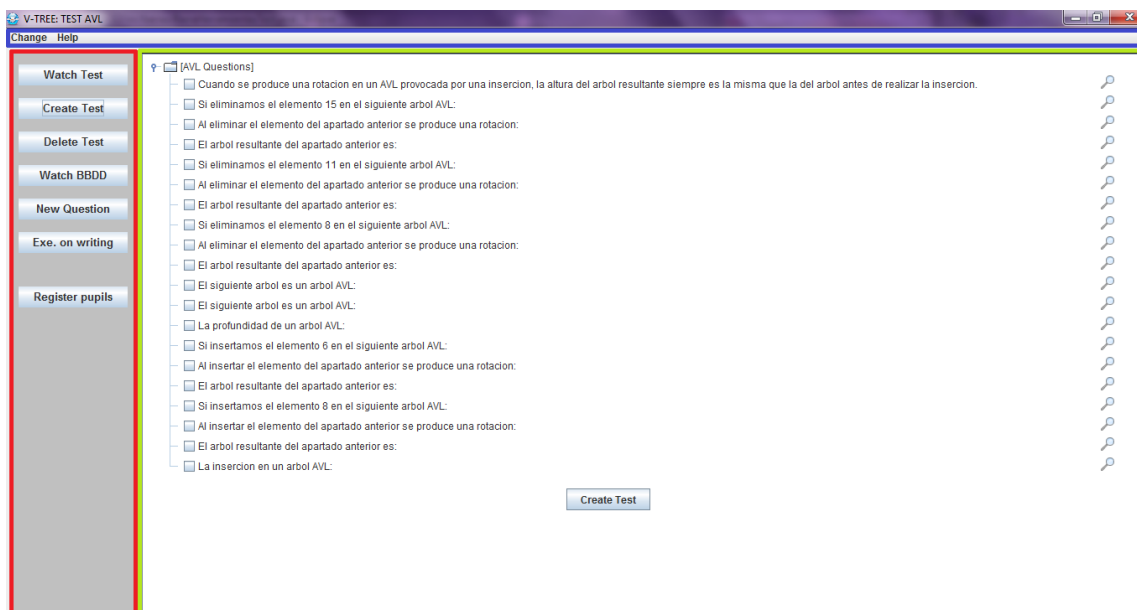 V-TREE: TEST AVL
Change Help
Watch Test
Create Test
Delete Test
Watch BBDD
New Question
Exe. on writing
Register pupils
[AVL Questions]
Cuando se produce una rotacion en un AVL provocada por una insercion, la altura del arbol resultante siempre es la misma que la del arbol antes de realizar la insercion.
Si eliminamos el elemento 15 en el siguiente arbol AVL:
Al eliminar el elemento del apartado anterior se produce una rotacion:
El arbol resultante del apartado anterior es:
Si eliminamos el elemento 11 en el siguiente arbol AVL:
Al eliminar el elemento del apartado anterior se produce una rotacion:
El arbol resultante del apartado anterior es:
Si eliminamos el elemento 8 en el siguiente arbol AVL:
Al eliminar el elemento del apartado anterior se produce una rotacion:
El arbol resultante del apartado anterior es:
El siguiente arbol es un arbol AVL:
El siguiente arbol es un arbol AVL:
La profundidad de un arbol AVL:
Si insertamos el elemento 6 en el siguiente arbol AVL:
Al insertar el elemento del apartado anterior se produce una rotacion:
El arbol resultante del apartado anterior es:
Si insertamos el elemento 8 en el siguiente arbol AVL:
Al insertar el elemento del apartado anterior se produce una rotacion:
El arbol resultante del apartado anterior es:
La insercion en un arbol AVL:
Create Test